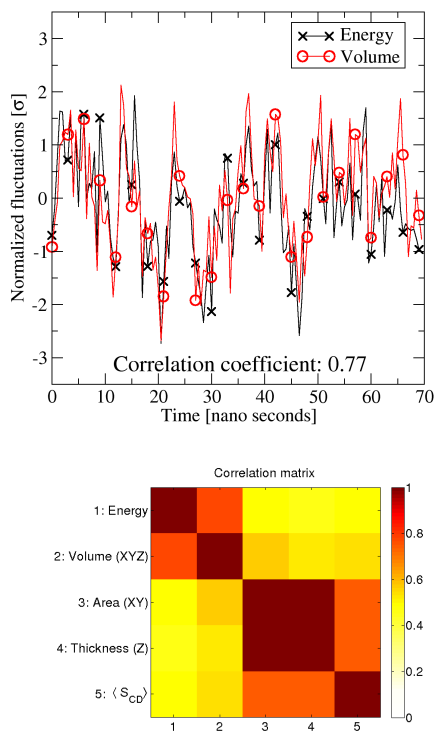 3
2
1
0
-1
-2
-3
Normalized fluctuations [σ]
Energy
Volume
Correlation coefficient: 0.77
0 10 20 30 40 50 60 70
Time [nano seconds]
Correlation matrix
1: Energy
2: Volume (XYZ)
3: Area (XY)
4: Thickness (Z)
5: ⟨ S_CD ⟩
1 2 3 4 5
1
0.8
0.6
0.4
0.2
0